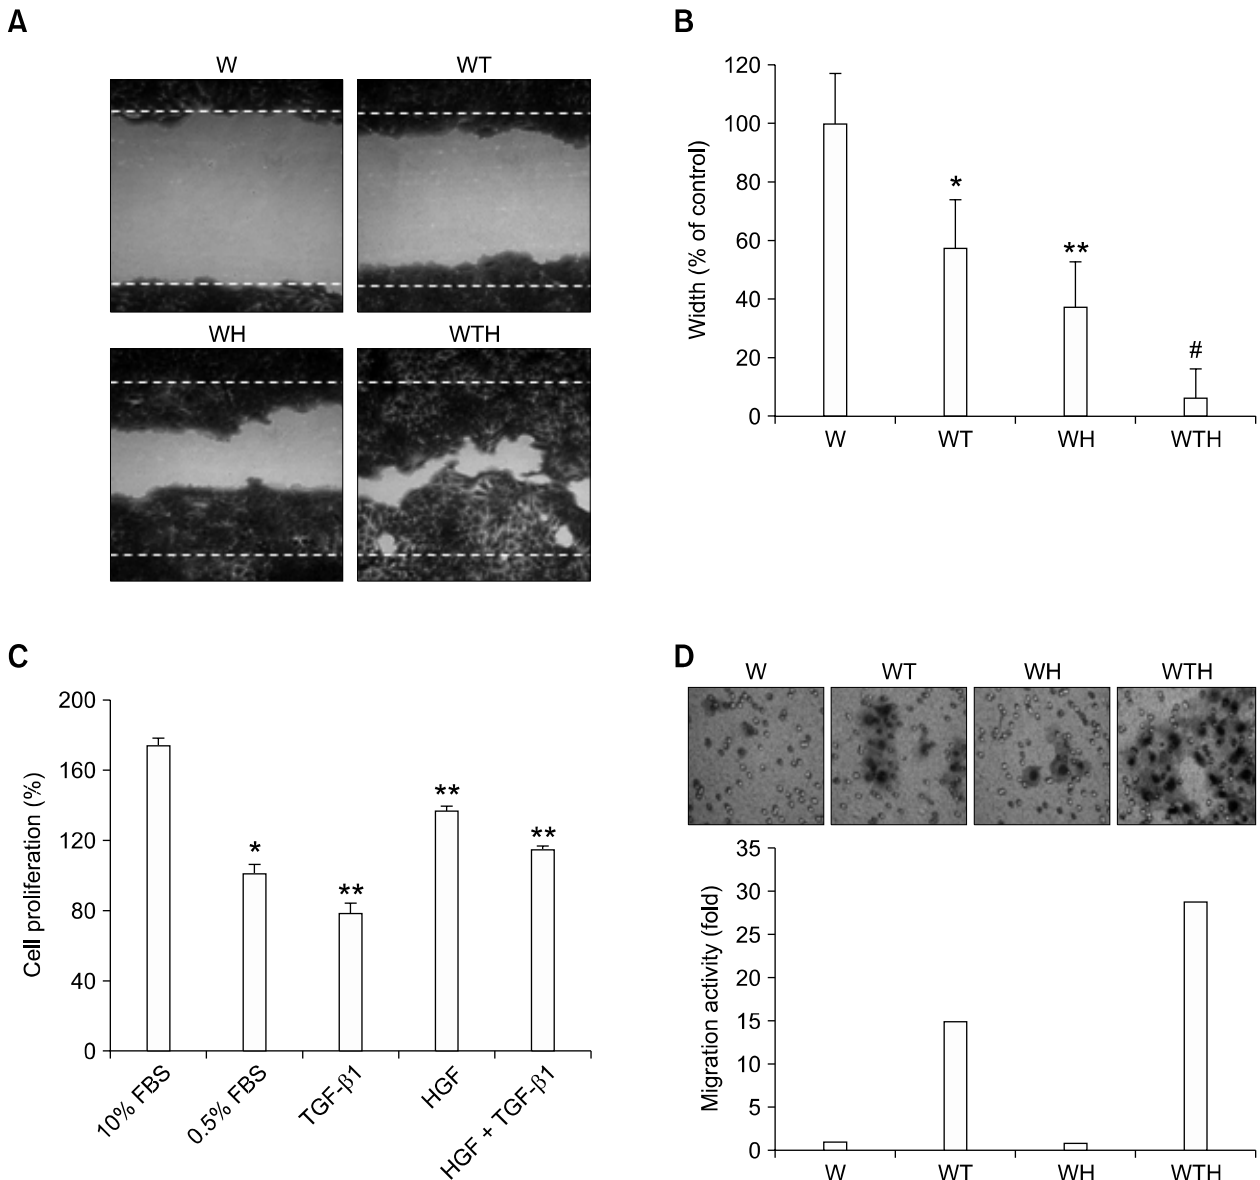 A
W
WT
WH
WTH
B
120
100
80
60
40
20
0
Width (% of control)
*
**
#
W
WT
WH
WTH
C
200
160
120
80
40
0
Cell proliferation (%)
*
**
**
**
10% FBS
0.5% FBS
TGF-β1
HGF
HGF + TGF-β1
D
W
WT
WH
WTH
35
30
25
20
15
10
5
0
Migration activity (fold)
W
WT
WH
WTH